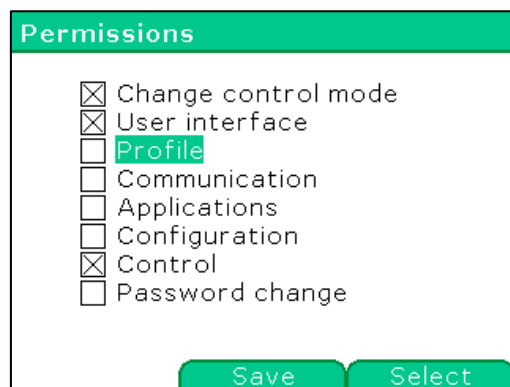 Permissions
Change control mode
User interface
Profile
Communication
Applications
Configuration
Control
Password change
Save Select